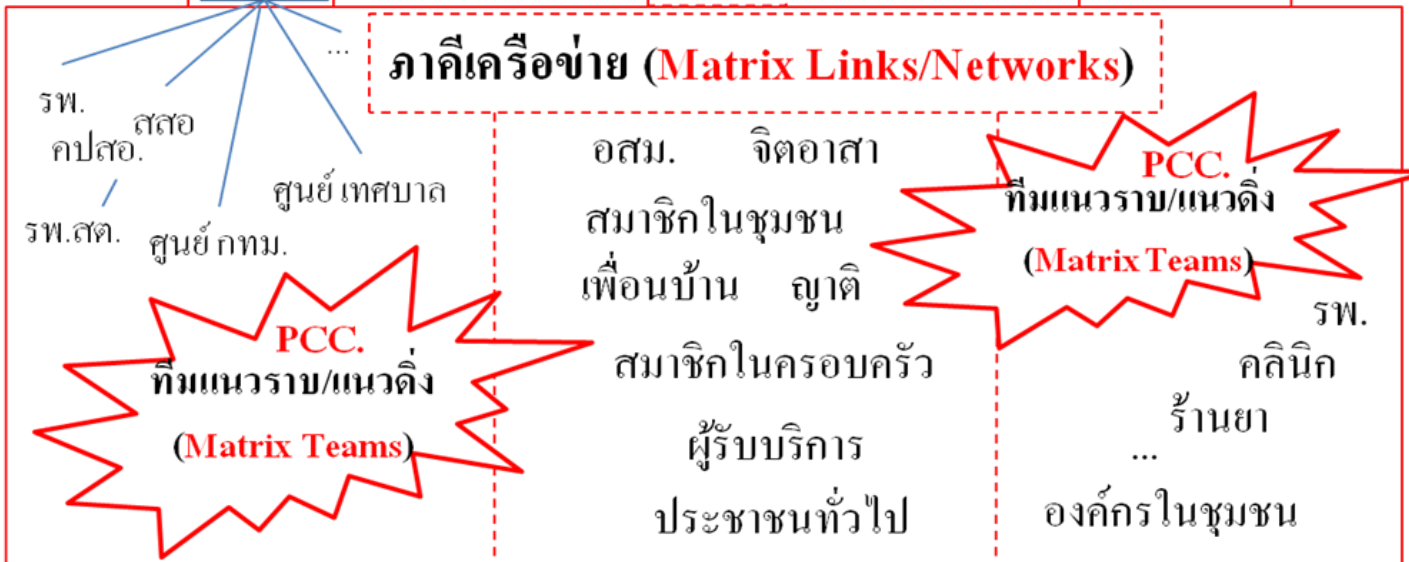 ...
ภาคีเครือข่าย (Matrix Links/Networks)
รพ.
สสอ
คปสอ.
ศูนย์ เทศบาล
รพ.สต.
ศูนย์ กทม.
PCC.
ทีมแนวราบ/แนวดิ่ง
(Matrix Teams)
อสม. จิตอาสา
สมาชิกในชุมชน
เพื่อนบ้าน ญาติ
สมาชิกในครอบครัว
ผู้รับบริการ
ประชาชนทั่วไป
PCC.
ทีมแนวราบ/แนวดิ่ง
(Matrix Teams)
รพ.
คลินิก
ร้านยา
...
องค์กรในชุมชน